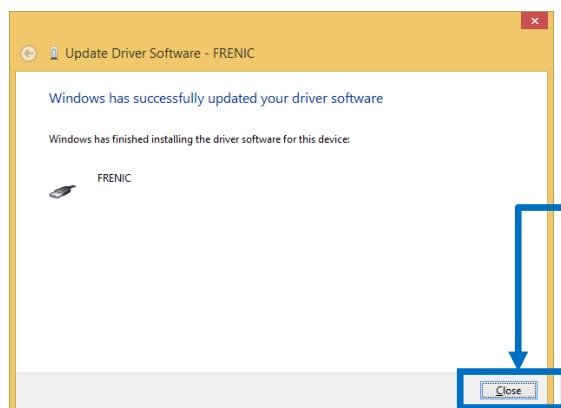 Update Driver Software - FRENIC
Windows has successfully updated your driver software
Windows has finished installing the driver software for this device:
FRENIC
Close